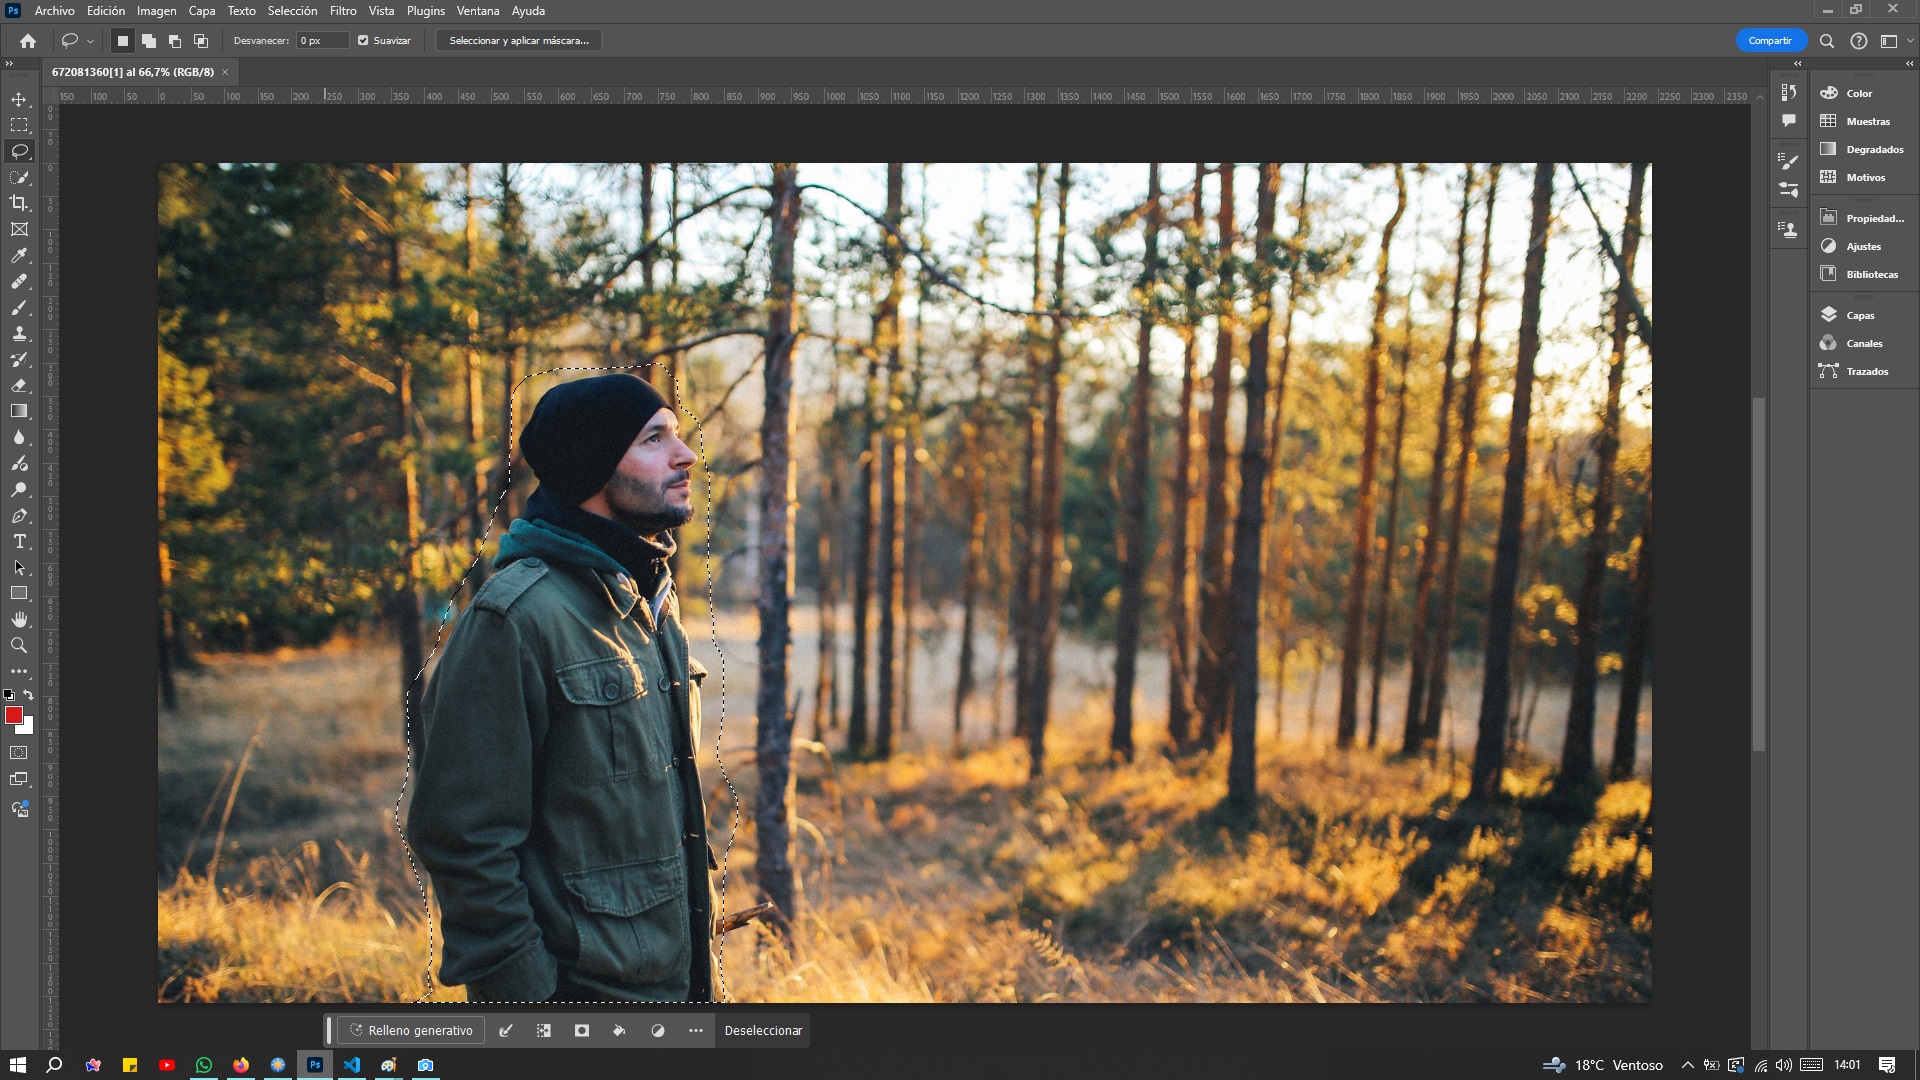 Ps Archivo Edición Imagen Capa Texto Selección Filtro Vista Plugins Ventana Ayuda
Desvanecer: 0 px Suavizar Seleccionar y aplicar máscara... Compartir
672081360[1] al 66,7% (RGB/8) ×
150 100 50 0 50 100 150 200 250 300 350 400 450 500 550 600 650 700 750 800 850 900 950 1000 1050 1100 1150 1200 1250 1300 1350 1400 1450 1500 1550 1600 1650 1700 1750 1800 1850 1900 1950 2000 2050 2100 2150 2200 2250 2300 2350
Color
Muestras
Degradados
Motivos
Propiedad...
Ajustes
Bibliotecas
Capas
Canales
Trazados
Relleno generativo Deseleccionar
Ps 18°C Ventoso 14:01